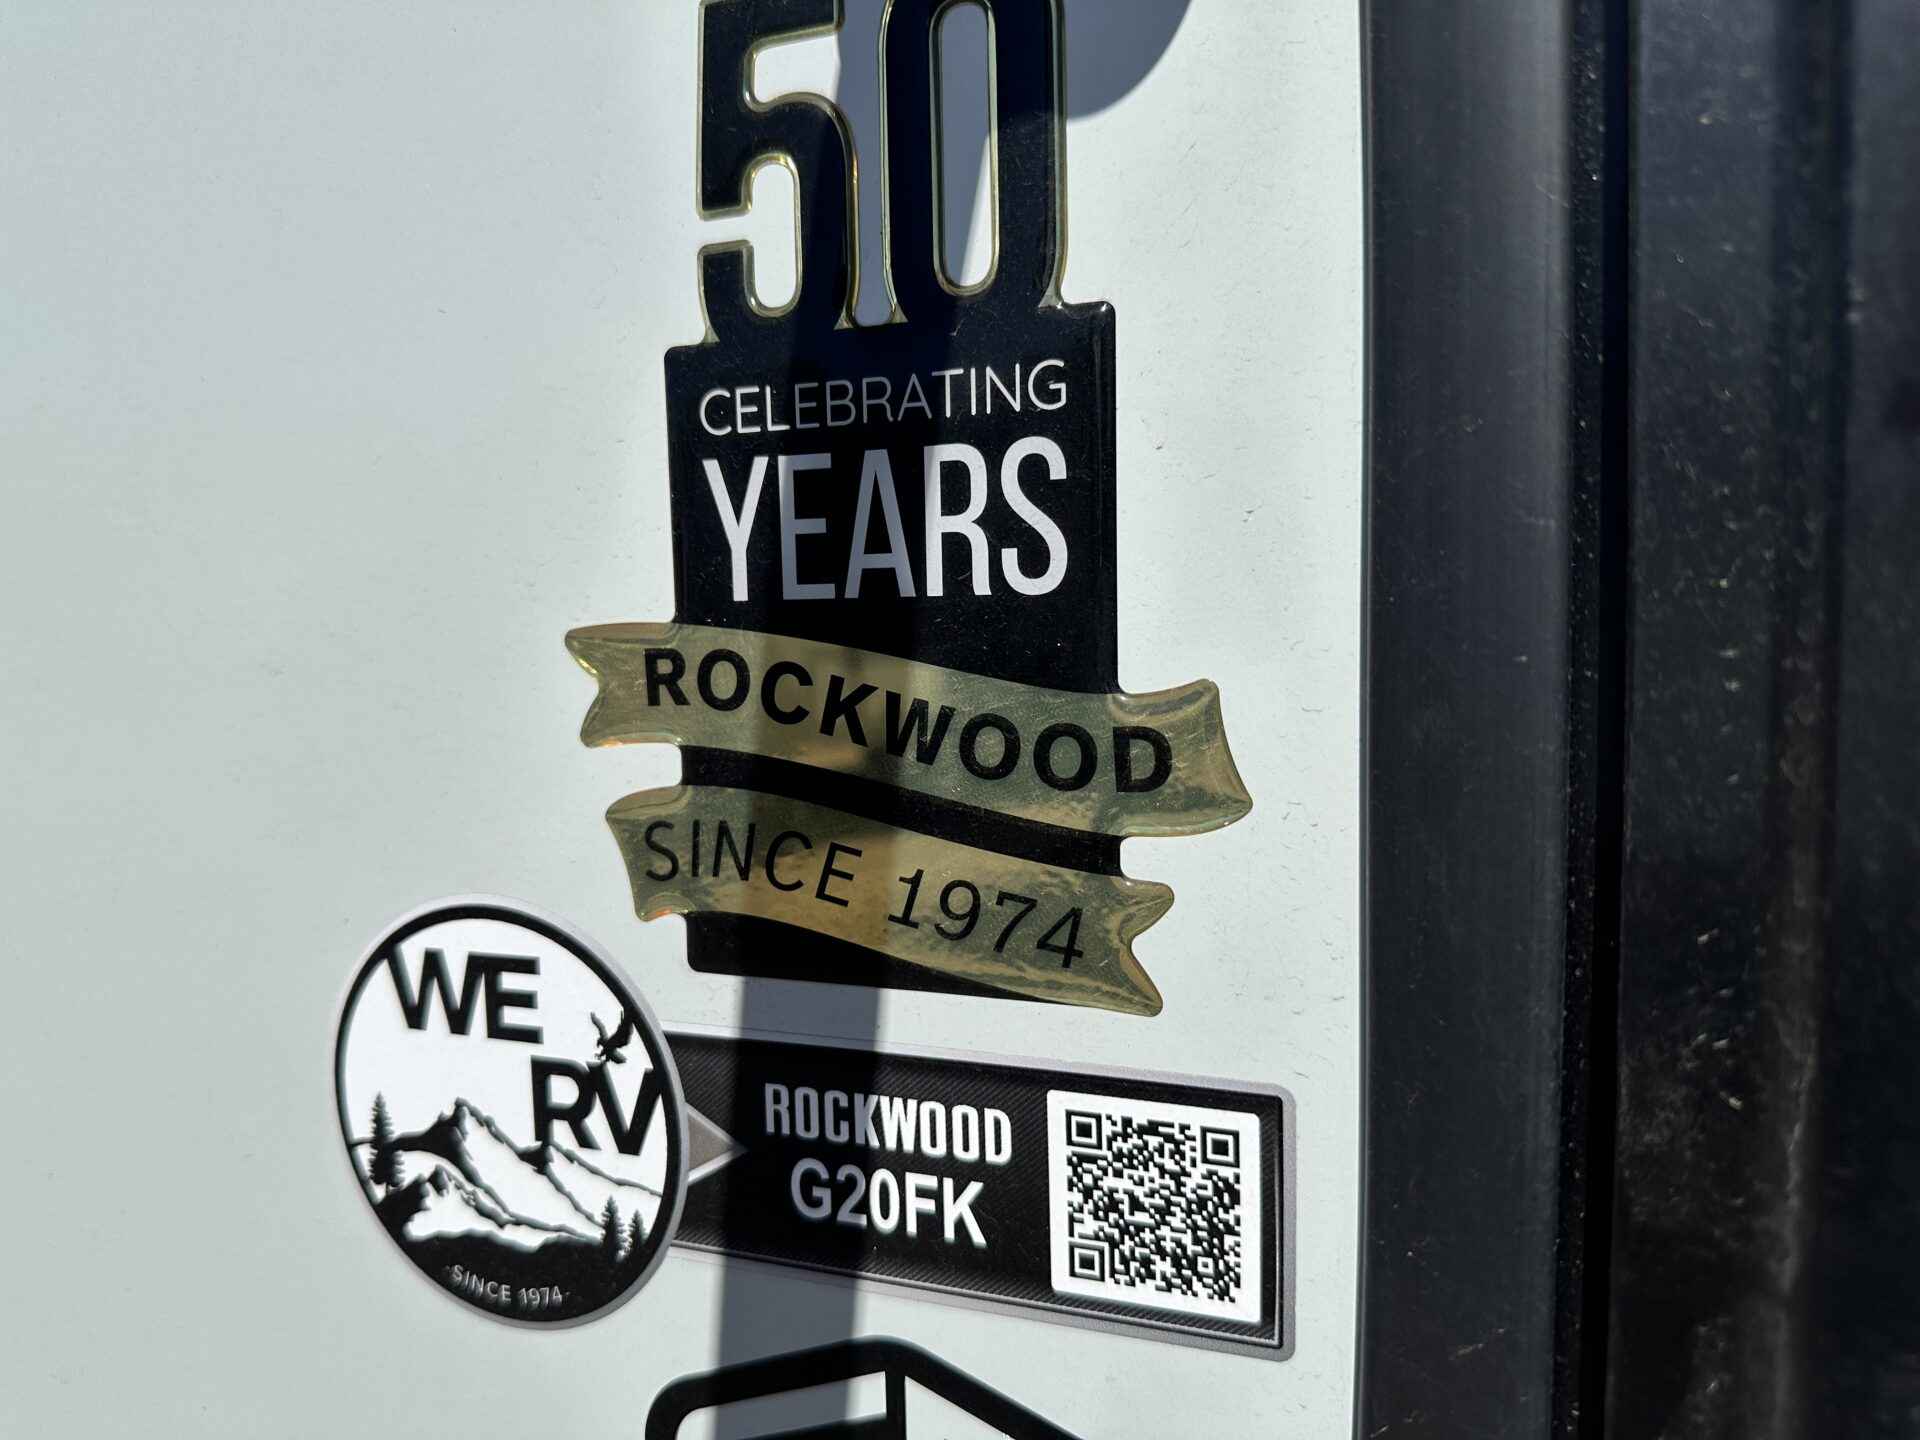 50
CELEBRATING
YEARS
ROCKWOOD
SINCE 1974
WE
RV
SINCE 1974
ROCKWOOD
G20FK